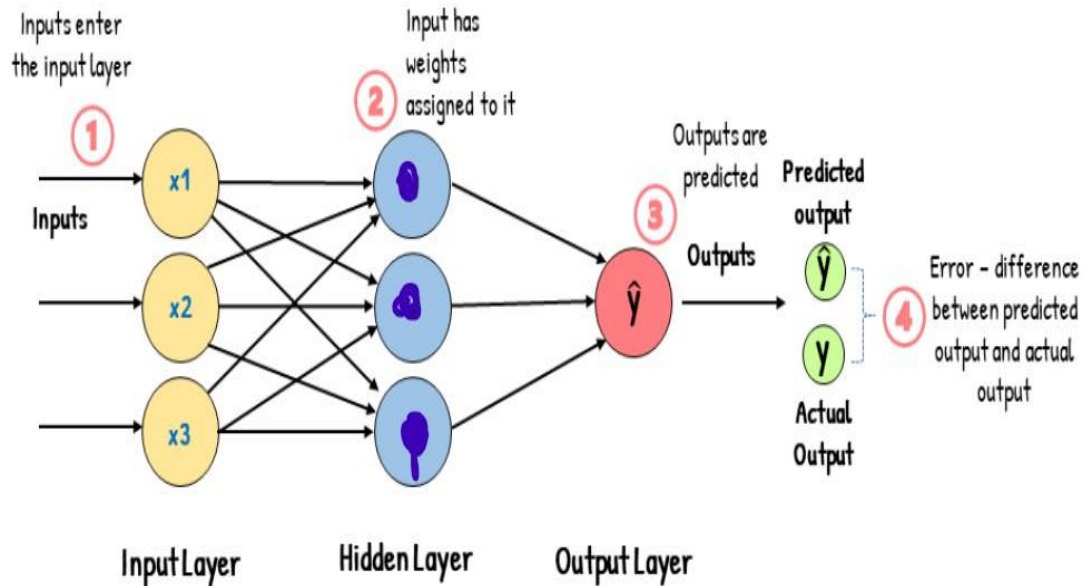 Inputs enter
the input layer
1
Input has
weights
assigned to it
2
Outputs are
predicted
3
Predicted
output
x1
Inputs
x2
x3
ŷ
Outputs
ŷ
y
Actual
Output
4
Error - difference
between predicted
output and actual
output
Input Layer
Hidden Layer
Output Layer